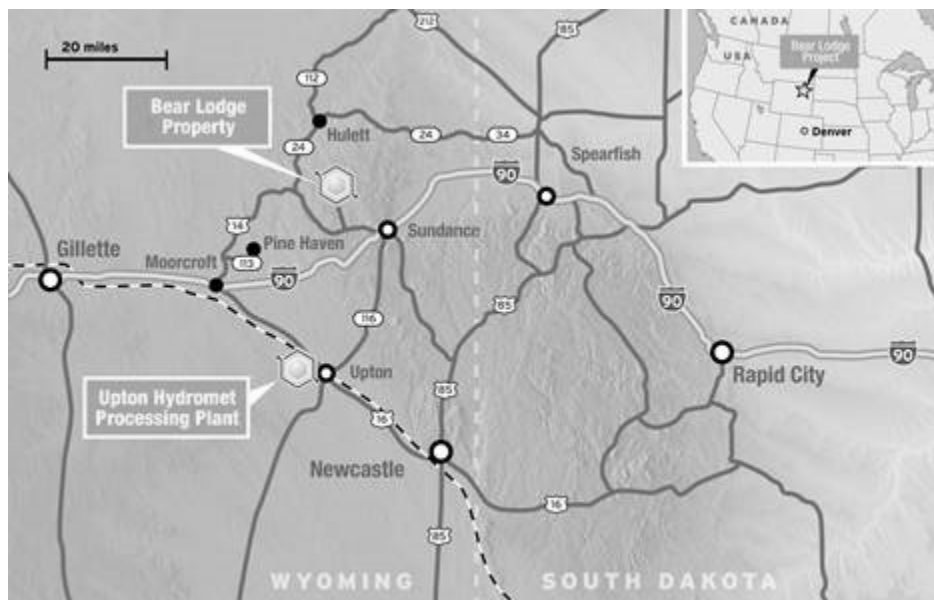 20 miles
212
85
CANADA
USA
Bear Lodge
Project
Denver
112
Bear Lodge
Property
Hulett
24
24
34
90
Spearfish
14
Sundance
Pine Haven
Gillette
Moorcroft
113
90
85
90
116
90
Rapid City
Upton
Upton Hydromet
Processing Plant
85
16
Newcastle
16
85
WYOMING
SOUTH DAKOTA